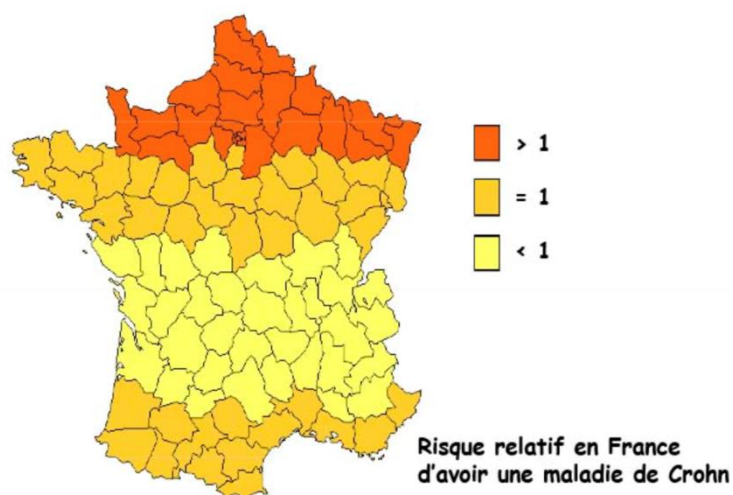 > 1
= 1
< 1
Risque relatif en France
d'avoir une maladie de Crohn